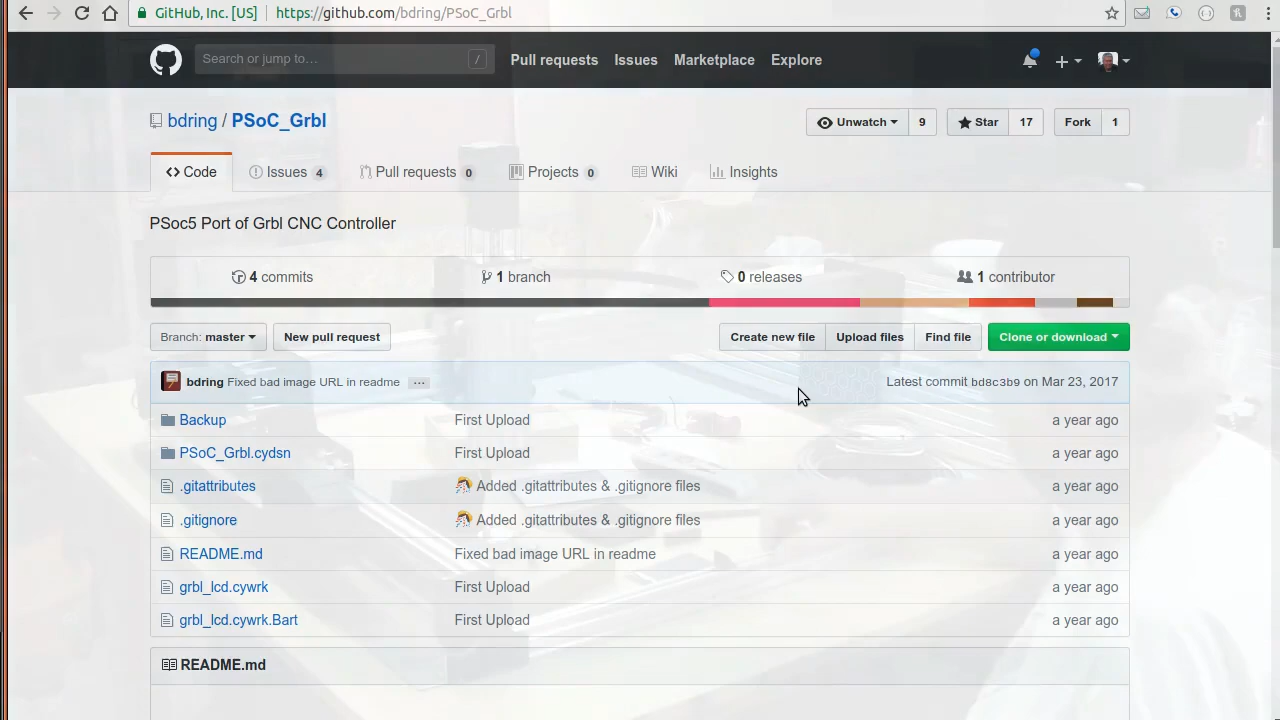 GitHub, Inc. [US] https://github.com/bdring/PSoC_Grbl
Search or jump to… / Pull requests Issues Marketplace Explore
bdring / PSoC_Grbl Unwatch 9 Star 17 Fork 1
Code Issues 4 Pull requests 0 Projects 0 Wiki Insights
PSoc5 Port of Grbl CNC Controller
4 commits 1 branch 0 releases 1 contributor
Branch: master New pull request Create new file Upload files Find file Clone or download
bdring Fixed bad image URL in readme … Latest commit bd8c3b9 on Mar 23, 2017
Backup First Upload a year ago
PSoC_Grbl.cydsn First Upload a year ago
.gitattributes Added .gitattributes & .gitignore files a year ago
.gitignore Added .gitattributes & .gitignore files a year ago
README.md Fixed bad image URL in readme a year ago
grbl_lcd.cywrk First Upload a year ago
grbl_lcd.cywrk.Bart First Upload a year ago
README.md